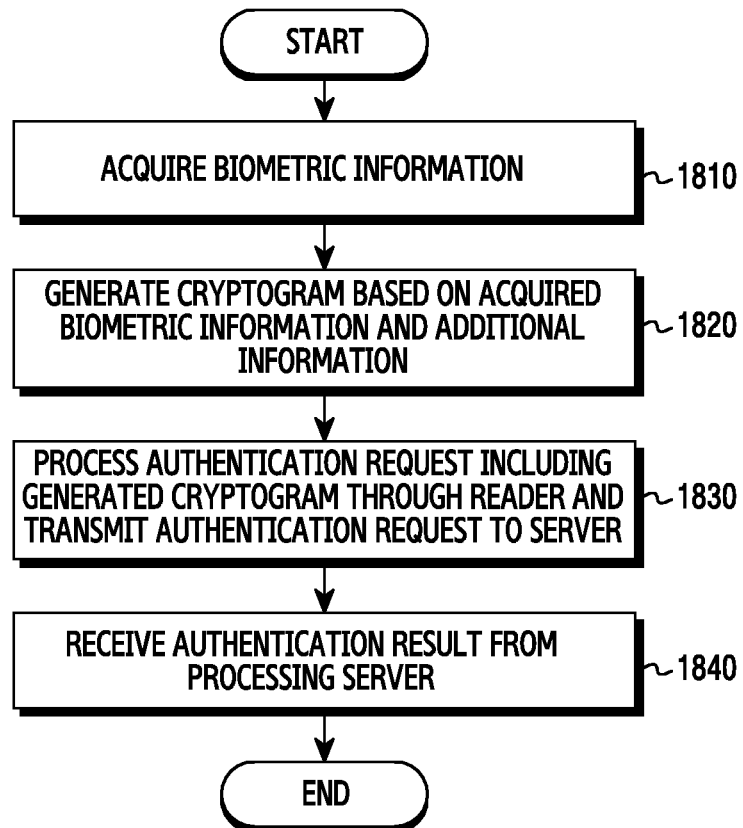 START
ACQUIRE BIOMETRIC INFORMATION
1810
GENERATE CRYPTOGRAM BASED ON ACQUIRED
BIOMETRIC INFORMATION AND ADDITIONAL
INFORMATION
1820
PROCESS AUTHENTICATION REQUEST INCLUDING
GENERATED CRYPTOGRAM THROUGH READER AND
TRANSMIT AUTHENTICATION REQUEST TO SERVER
1830
RECEIVE AUTHENTICATION RESULT FROM
PROCESSING SERVER
1840
END